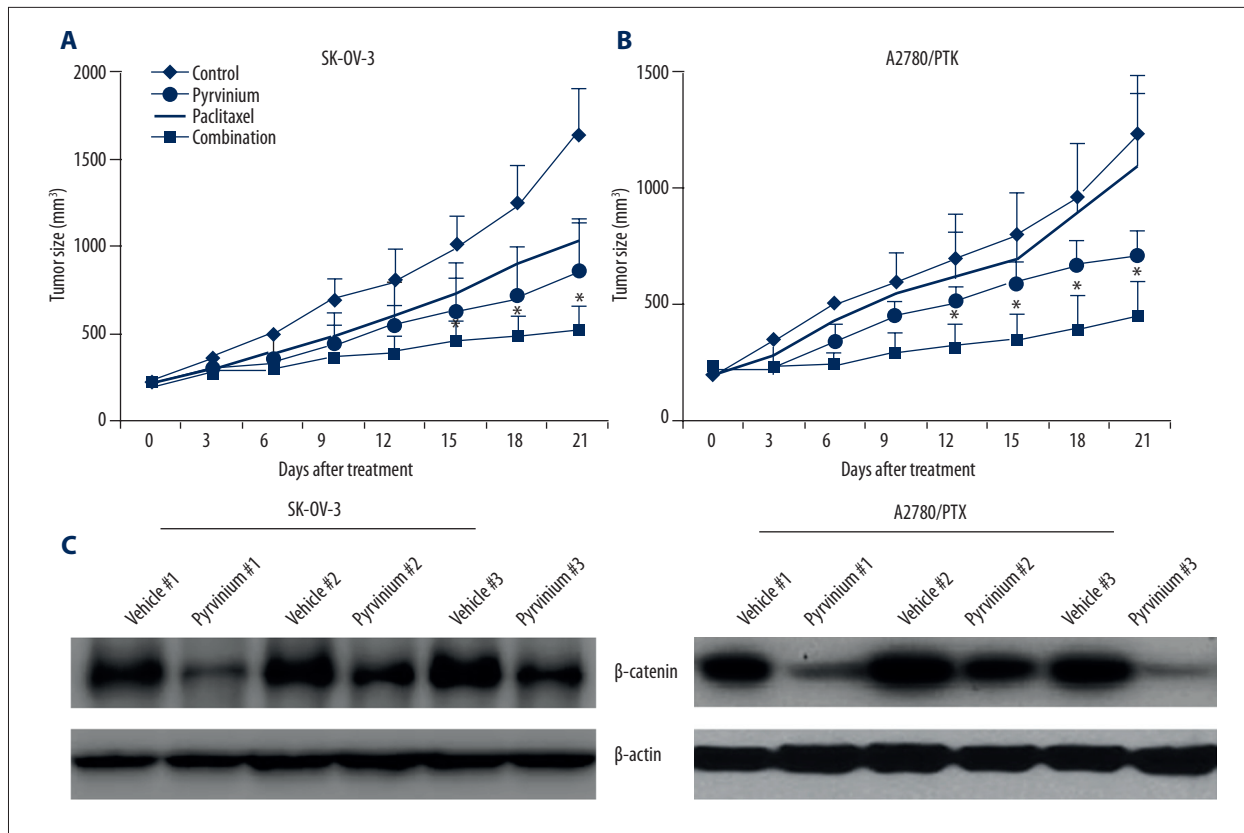 A
SK-OV-3
2000
1500
1000
500
0
Tumor size (mm³)
Control
Pyrvinium
Paclitaxel
Combination
* * *
0 3 6 9 12 15 18 21
Days after treatment
B
A2780/PTK
1500
1000
500
0
Tumor size (mm³)
* * * *
0 3 6 9 12 15 18 21
Days after treatment
C
SK-OV-3
Vehicle #1
Pyrvinium #1
Vehicle #2
Pyrvinium #2
Vehicle #3
Pyrvinium #3
A2780/PTX
Vehicle #1
Pyrvinium #1
Vehicle #2
Pyrvinium #2
Vehicle #3
Pyrvinium #3
β-catenin
β-actin